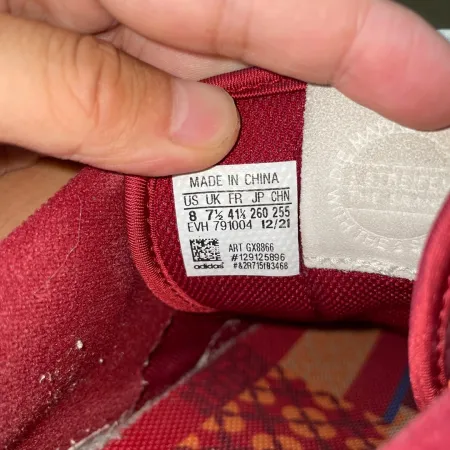 MADE IN CHINA
US UK FR JP CHN
8 7½ 41⅓ 260 255
EVH 791004 12/21
ART GX8866
#129125896
adidas #&2R715f03468